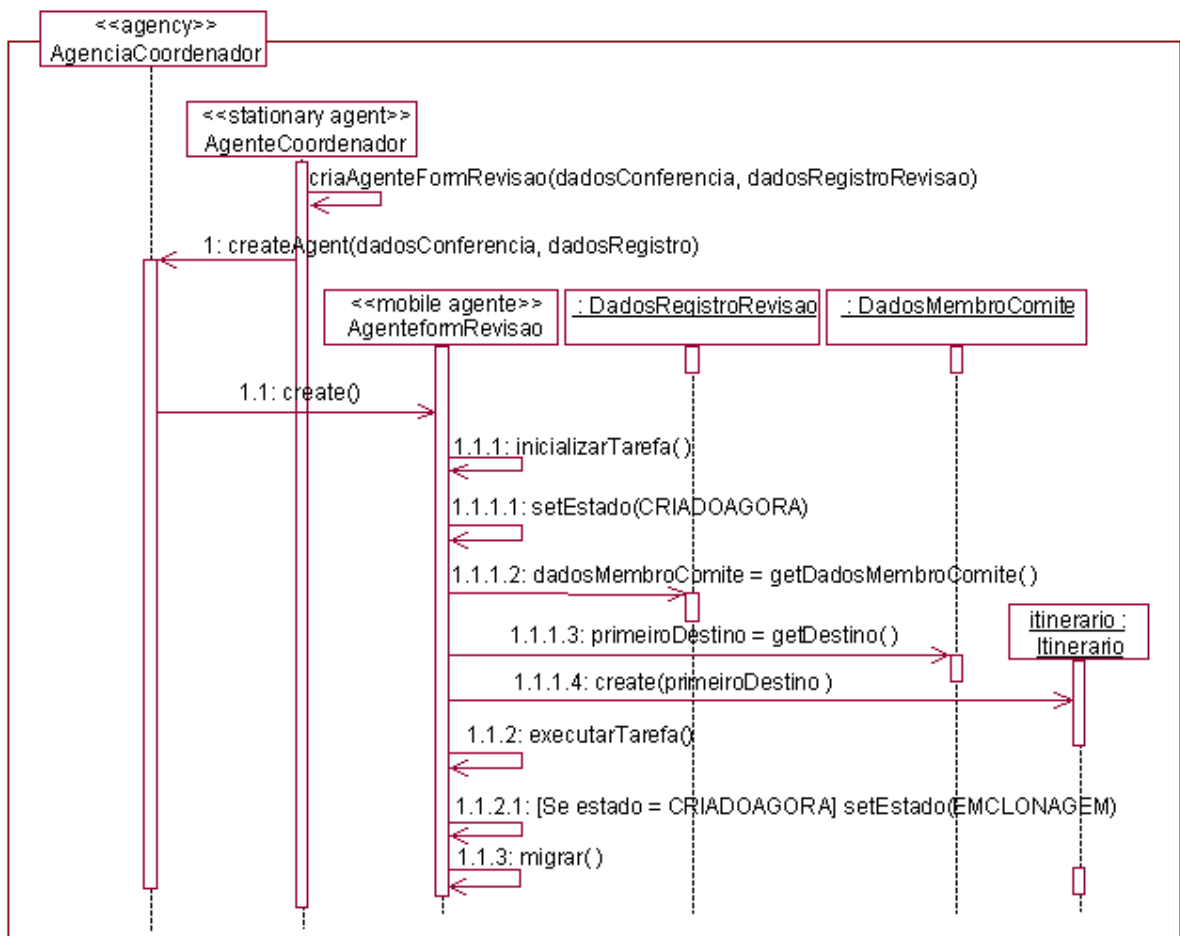 <<agency>>
AgenciaCoordenador
<<stationary agent>>
AgenteCoordenador
criaAgenteFormRevisao(dadosConferencia, dadosRegistroRevisao)
1: createAgent(dadosConferencia, dadosRegistro)
<<mobile agente>>
AgenteformRevisao
: DadosRegistroRevisao
: DadosMembroComite
1.1: create()
1.1.1: inicializarTarefa()
1.1.1.1: setEstado(CRIADOAGORA)
1.1.1.2: dadosMembroComite = getDadosMembroComite()
itinerario :
Itinerario
1.1.1.3: primeiroDestino = getDestino()
1.1.1.4: create(primeiroDestino )
1.1.2: executarTarefa()
1.1.2.1: [Se estado = CRIADOAGORA] setEstado(EMCLONAGEM)
1.1.3: migrar()